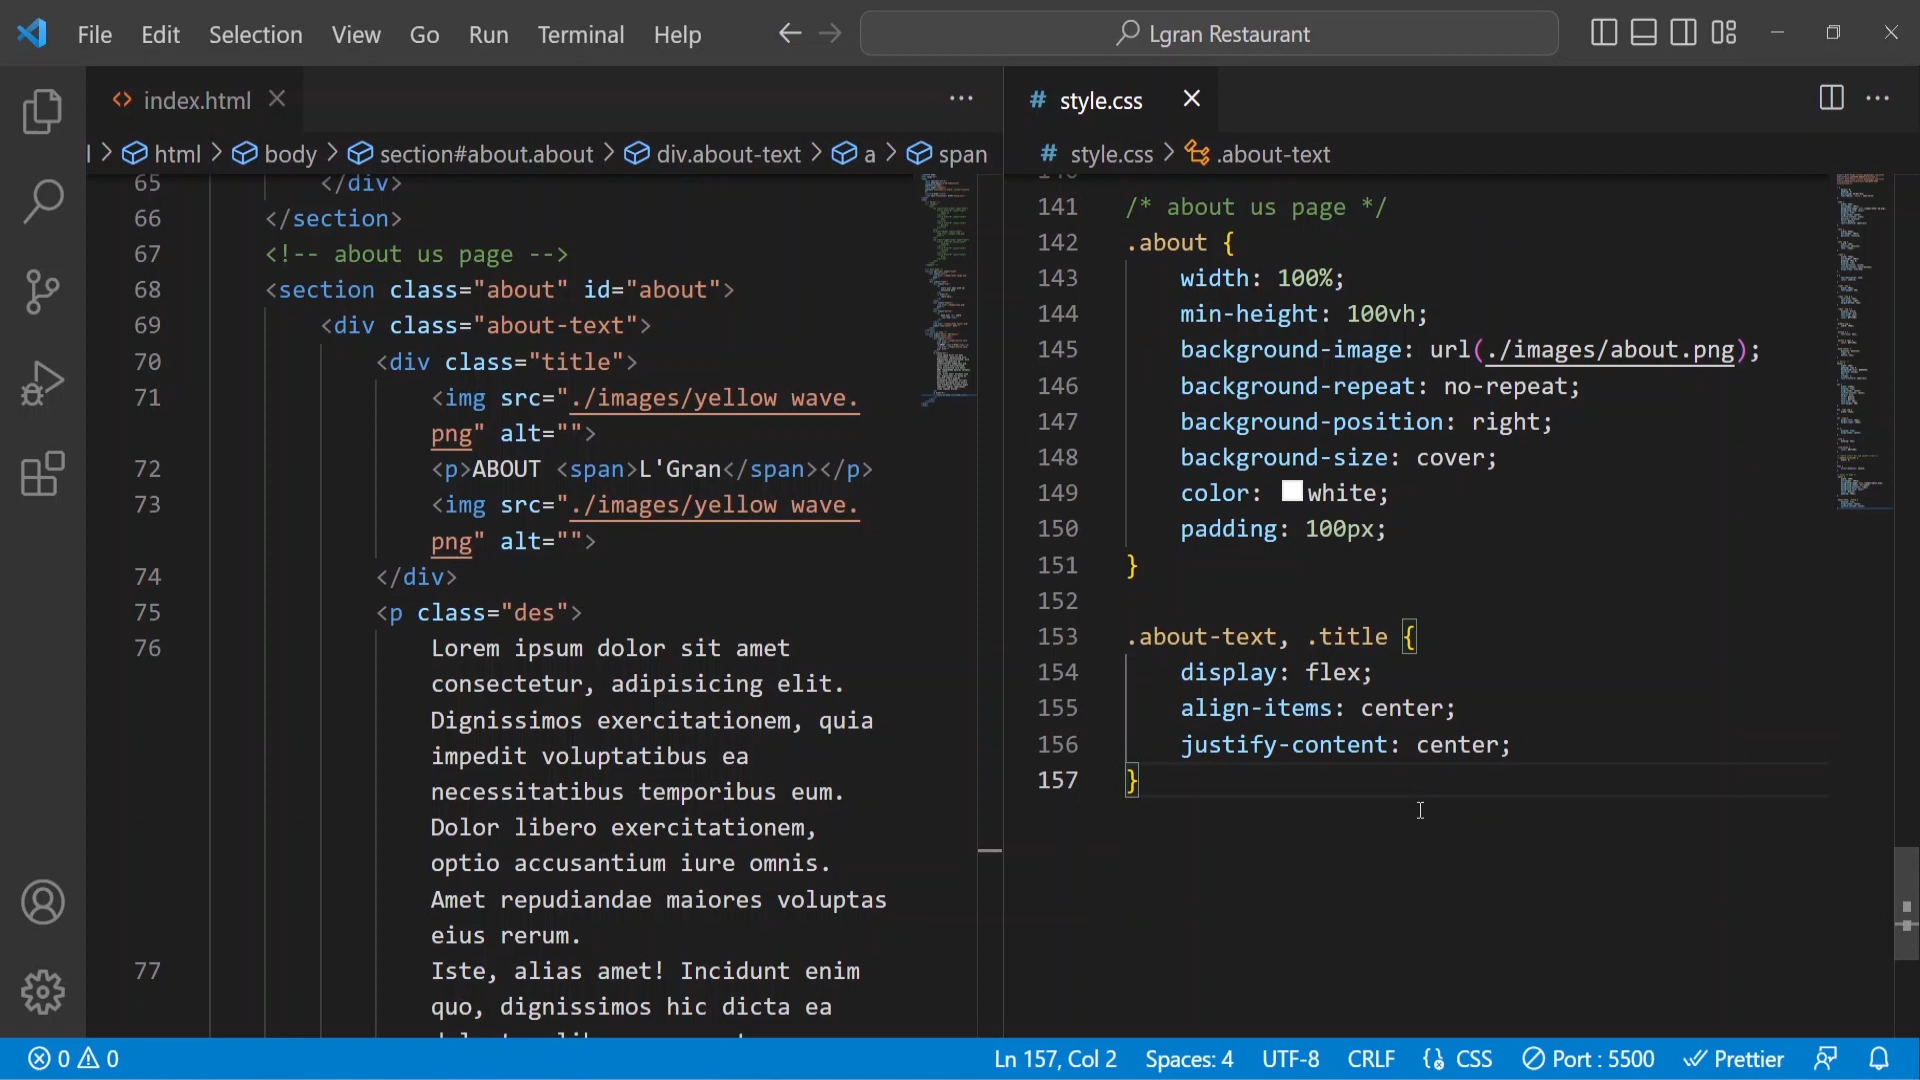 File Edit Selection View Go Run Terminal Help
Lgran Restaurant
index.html
style.css
html > body > section#about.about > div.about-text > a > span
style.css > .about-text
65 </div>
66 </section>
67 <!-- about us page -->
68 <section class="about" id="about">
69 <div class="about-text">
70 <div class="title">
71 <img src="./images/yellow wave.
png" alt="">
72 <p>ABOUT <span>L'Gran</span></p>
73 <img src="./images/yellow wave.
png" alt="">
74 </div>
75 <p class="des">
76 Lorem ipsum dolor sit amet
consectetur, adipisicing elit.
Dignissimos exercitationem, quia
impedit voluptatibus ea
necessitatibus temporibus eum.
Dolor libero exercitationem,
optio accusantium iure omnis.
Amet repudiandae maiores voluptas
eius rerum.
77 Iste, alias amet! Incidunt enim
quo, dignissimos hic dicta ea
141 /* about us page */
142 .about {
143 width: 100%;
144 min-height: 100vh;
145 background-image: url(./images/about.png);
146 background-repeat: no-repeat;
147 background-position: right;
148 background-size: cover;
149 color: white;
150 padding: 100px;
151 }
152
153 .about-text, .title {
154 display: flex;
155 align-items: center;
156 justify-content: center;
157 }
0 0
Ln 157, Col 2 Spaces: 4 UTF-8 CRLF {} CSS Port : 5500 Prettier